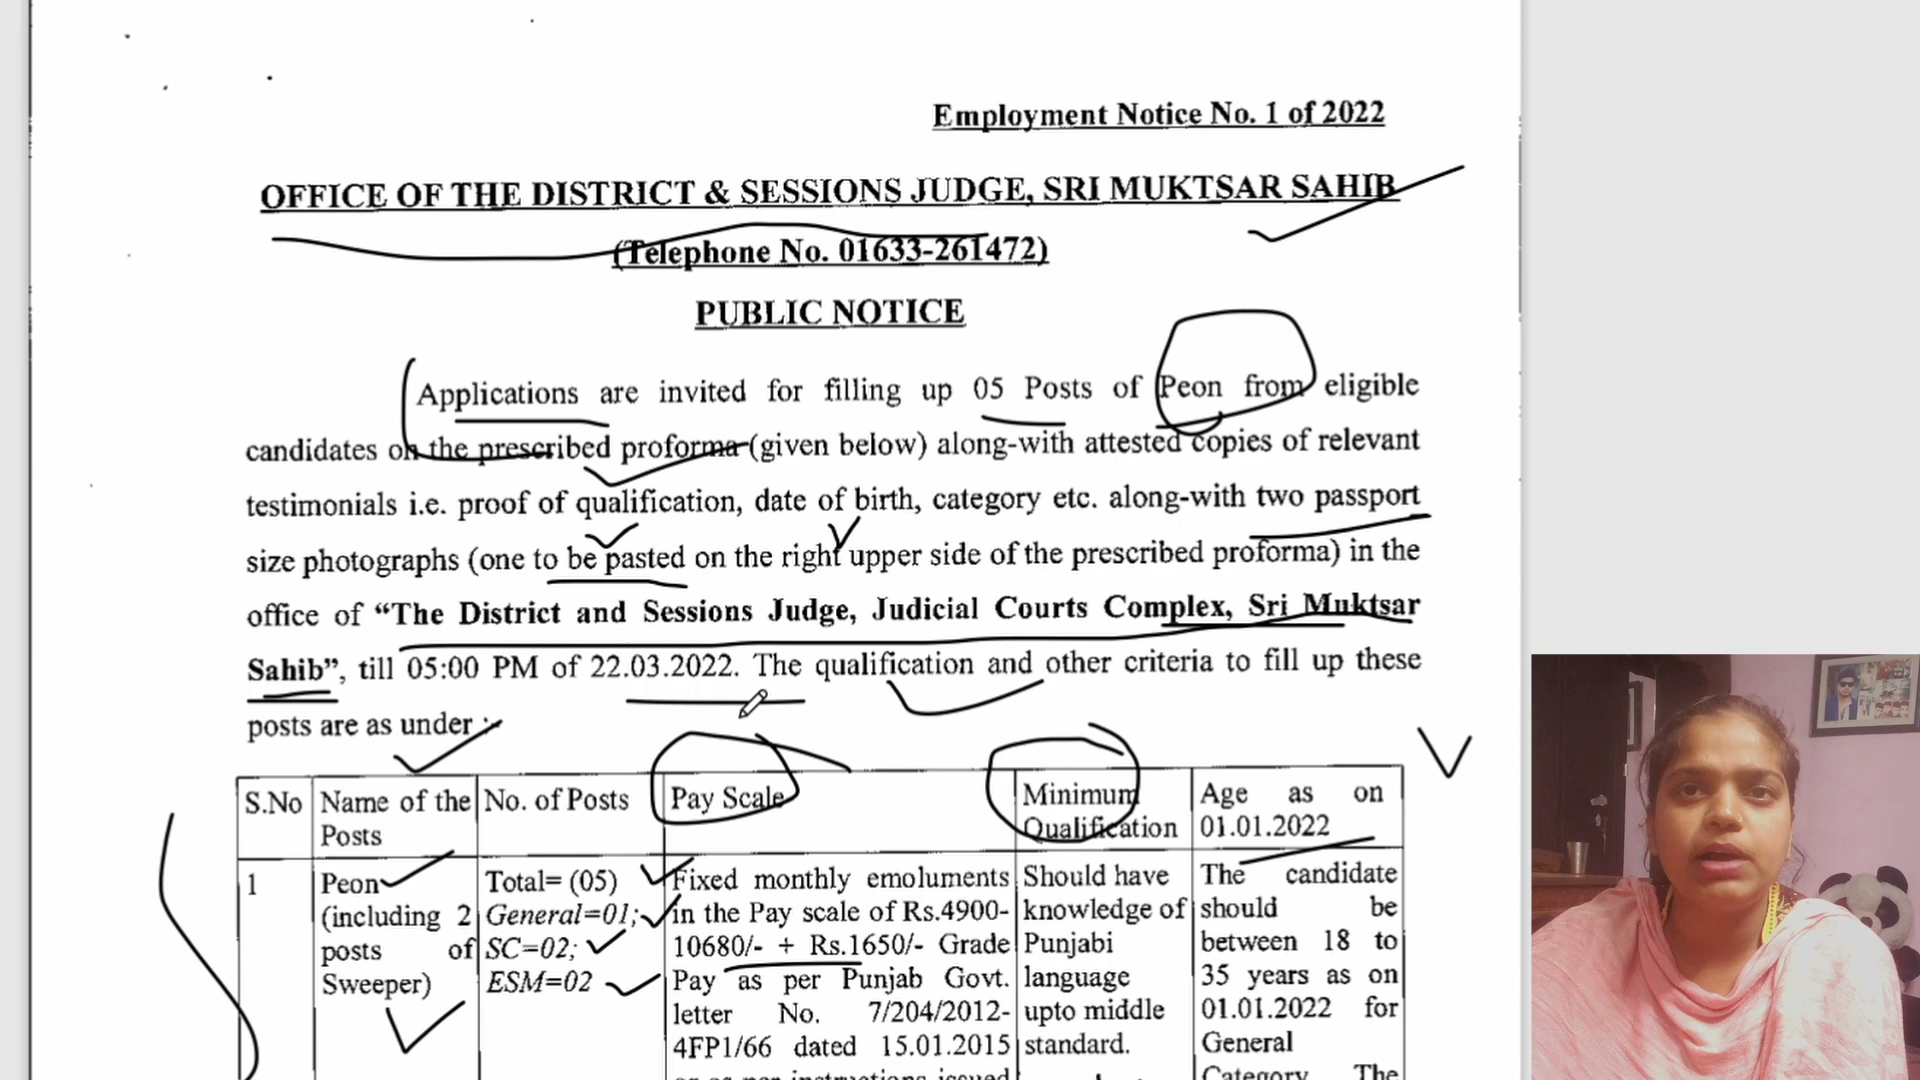 Employment Notice No. 1 of 2022
OFFICE OF THE DISTRICT & SESSIONS JUDGE, SRI MUKTSAR SAHIB
(Telephone No. 01633-261472)
PUBLIC NOTICE
Applications are invited for filling up 05 Posts of Peon from eligible
candidates on the prescribed proforma (given below) along-with attested copies of relevant
testimonials i.e. proof of qualification, date of birth, category etc. along-with two passport
size photographs (one to be pasted on the right upper side of the prescribed proforma) in the
office of “The District and Sessions Judge, Judicial Courts Complex, Sri Muktsar
Sahib”, till 05:00 PM of 22.03.2022. The qualification and other criteria to fill up these
posts are as under :-
S.No
Name of the
Posts
No. of Posts
Pay Scale
Minimum
Qualification
Age as on
01.01.2022
1
Peon
(including 2
posts of
Sweeper)
Total= (05)
General=01;
SC=02;
ESM=02
Fixed monthly emoluments
in the Pay scale of Rs.4900-
10680/- + Rs.1650/- Grade
Pay as per Punjab Govt.
letter No. 7/204/2012-
4FP1/66 dated 15.01.2015
or as per instructions issued
Should have
knowledge of
Punjabi
language
upto middle
standard.
The candidate
should be
between 18 to
35 years as on
01.01.2022 for
General
Category. The